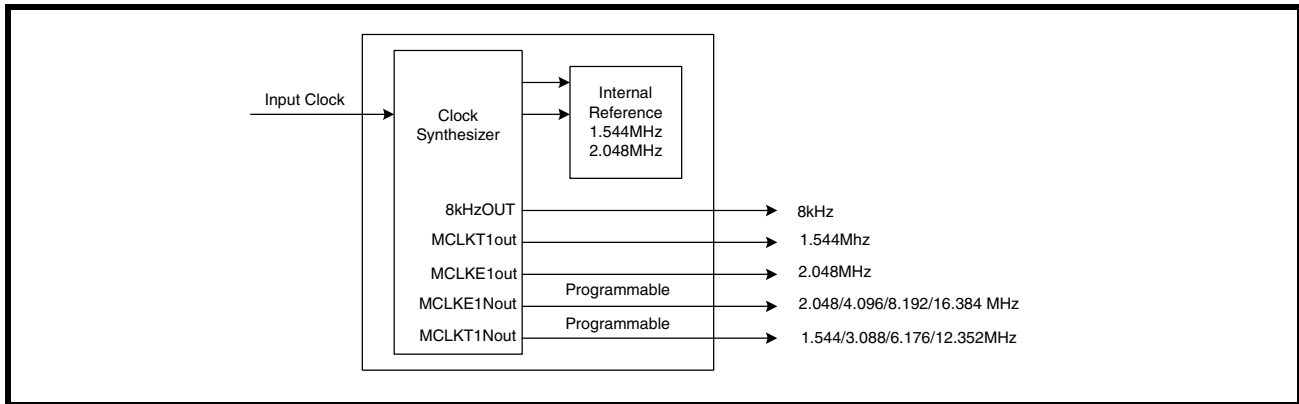 Input Clock
Clock
Synthesizer
Internal
Reference
1.544MHz
2.048MHz
8kHzOUT
8kHz
MCLKT1out
1.544Mhz
MCLKE1out
2.048MHz
Programmable
MCLKE1Nout
2.048/4.096/8.192/16.384 MHz
Programmable
MCLKT1Nout
1.544/3.088/6.176/12.352MHz